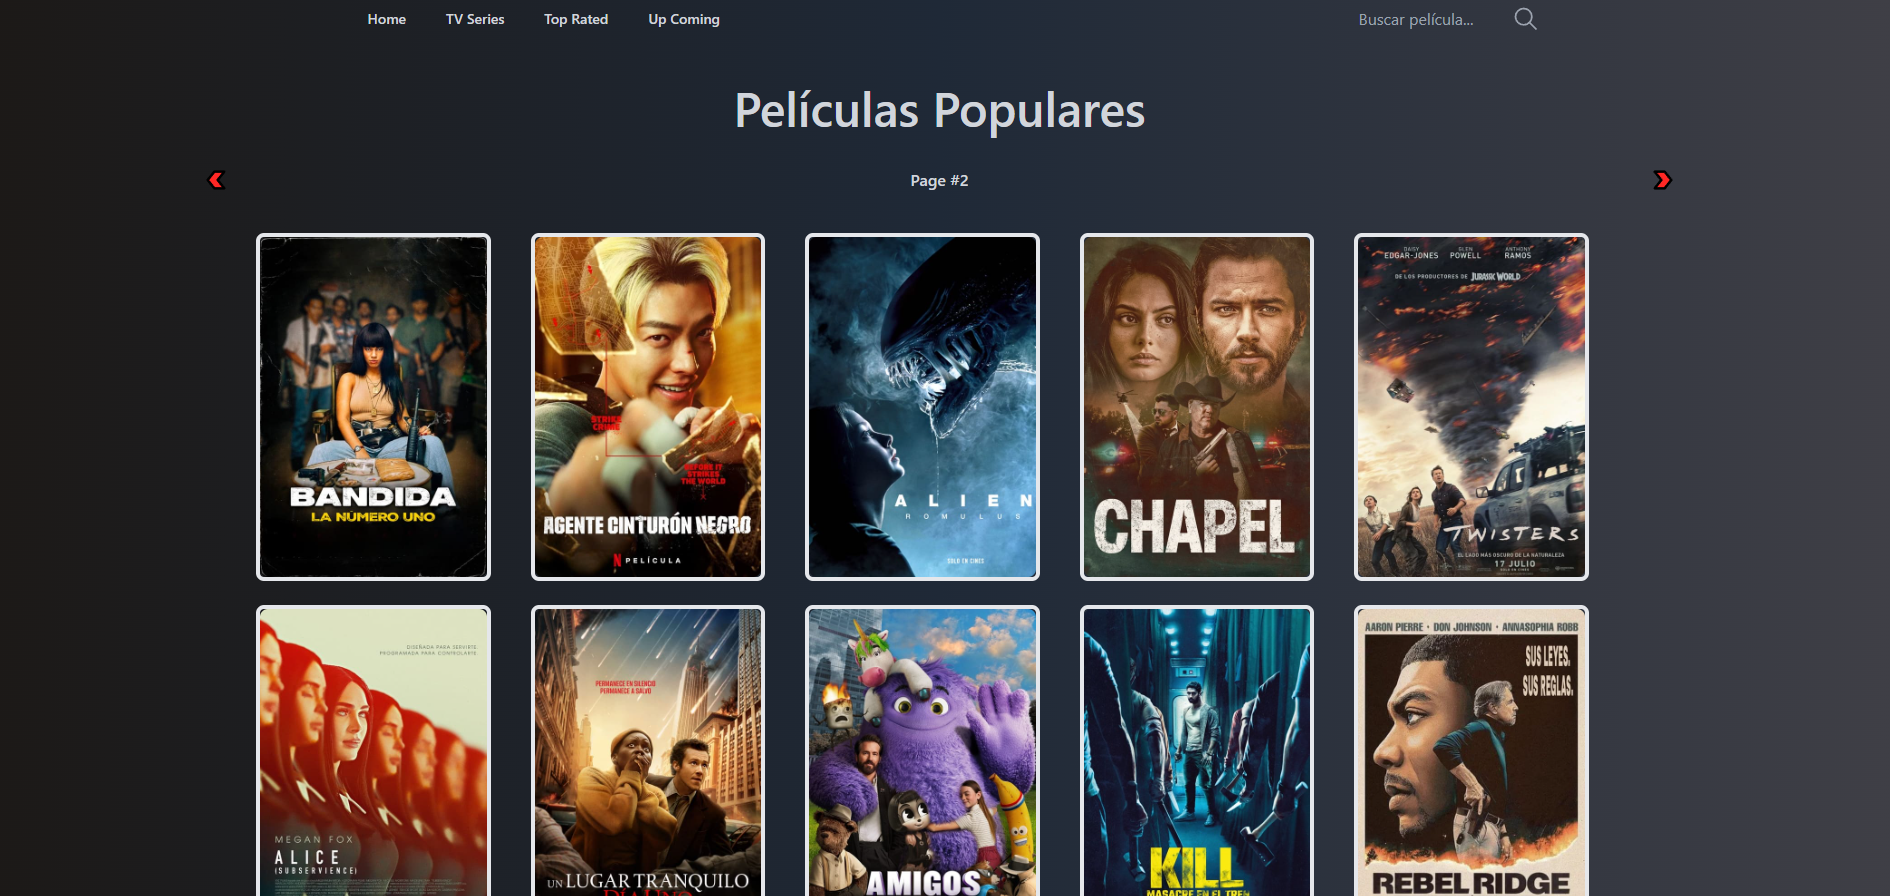 Home TV Series Top Rated Up Coming Buscar película...
Películas Populares
Page #2
BANDIDA
LA NÚMERO UNO
STRIKE
CRIME
BEFORE IT
STRIKES
THE WORLD
AGENTE CINTURÓN NEGRO
N PELÍCULA
ALIEN
ROMULUS
SOLO EN CINES
CHAPEL
DAISY EDGAR-JONES GLEN POWELL ANTHONY RAMOS
DE LOS PRODUCTORES DE JURASSIC WORLD
TWISTERS
EL LADO MÁS OSCURO DE LA NATURALEZA
17 JULIO
SOLO EN CINES
DISEÑADA PARA SERVIRTE.
PROGRAMADA PARA CONTROLARTE.
MEGAN FOX
ALICE
(SUBSERVIENCE)
PERMANECE EN SILENCIO
PERMANECE A SALVO
UN LUGAR TRANQUILO
DÍA UNO
AMIGOS
KILL
MASACRE EN EL TREN
AARON PIERRE • DON JOHNSON • ANNASOPHIA ROBB
SUS LEYES.
SUS REGLAS.
REBEL RIDGE